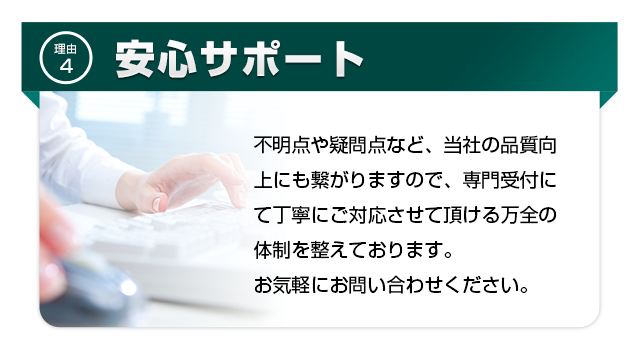 理由
4
安心サポート
不明点や疑問点など、当社の品質向
上にも繋がりますので、専門受付に
て丁寧にご対応させて頂ける万全の
体制を整えております。
お気軽にお問い合わせください。